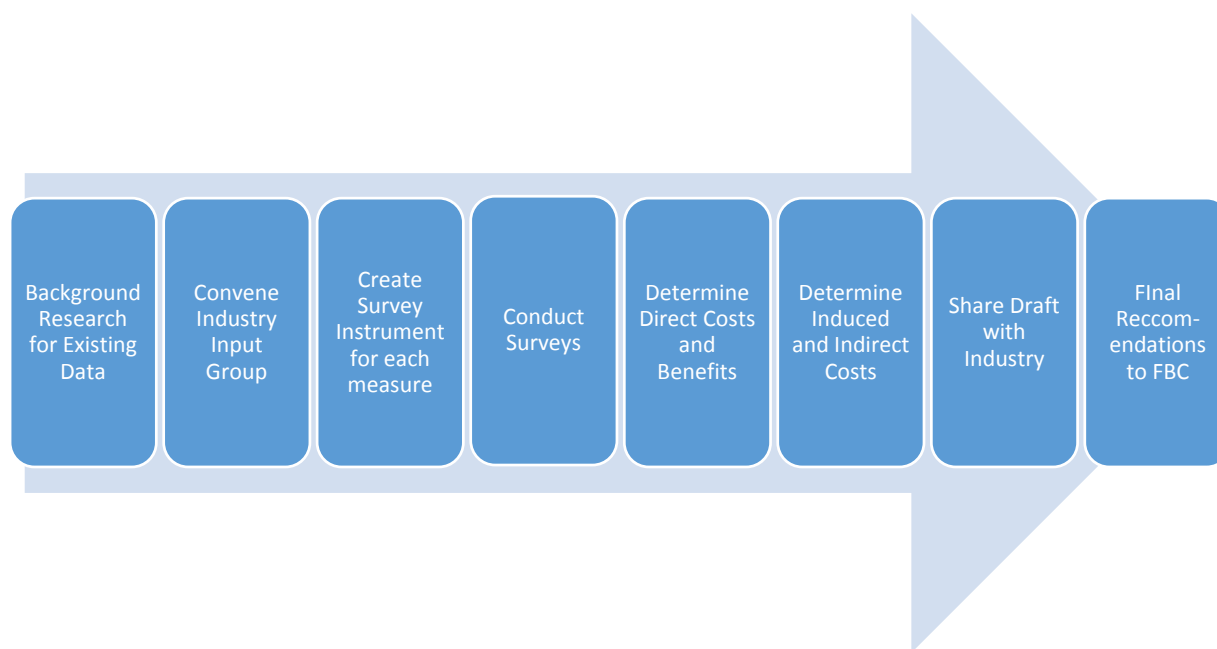 Background
Research
for Existing
Data
Convene
Industry
Input
Group
Create
Survey
Instrument
for each
measure
Conduct
Surveys
Determine
Direct Costs
and
Benefits
Determine
Induced
and Indirect
Costs
Share Draft
with
Industry
FInal
Reccom-
endations
to FBC